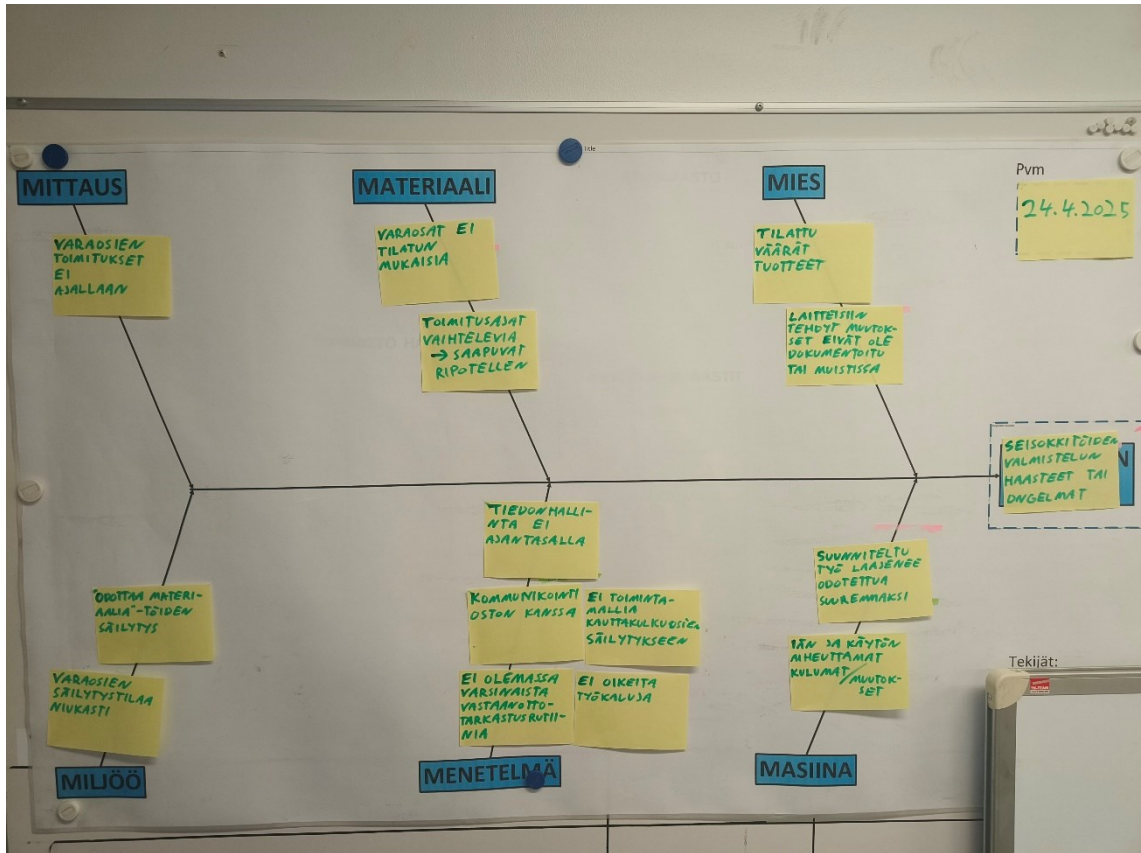 MITTAUS
MATERIAALI
MIES
Pvm
24.4.2025
VARAOSIEN
TOIMITUKSET
EI
AJALLAAN
VARAOSAT EI
TILATUN
MUKAISIA
TOIMITUSAJAT
VAIHTELEVIA
→ SAAPUVAT
RIPOTELLEN
TILATTU
VÄÄRÄT
TUOTTEET
LAITTEISIIN
TEHDYT MUUTOK-
SET EIVÄT OLE
DOKUMENTOITU
TAI MUISTISSA
SEISOKKITÖIDEN
VALMISTELUN
HAASTEET TAI
ONGELMAT
N
"ODOTTAA MATERI-
AALIA"-TÖIDEN
SÄILYTYS
VARAOSIEN
SÄILYTYSTILAA
NIUKASTI
TIEDONHALLI-
NTA EI
AJANTASALLA
KOMMUNIKOINTI
OSTON KANSSA
EI TOIMINTA-
MALLIA
KAUTTAKULKUOSIEN
SÄILYTYKSEEN
EI OLEMASSA
VARSINAISTA
VASTAANOTTO-
TARKASTUSRUTII-
NIA
EI OIKEITA
TYÖKALUJA
SUUNNITELTU
TYÖ LAAJENEE
ODOTETTUA
SUUREMMAKSI
IÄN JA KÄYTÖN
AIHEUTTAMAT
KULUMAT/MUUTOK-
SET
MILJÖÖ
MENETELMÄ
MASIINA
Tekijät: